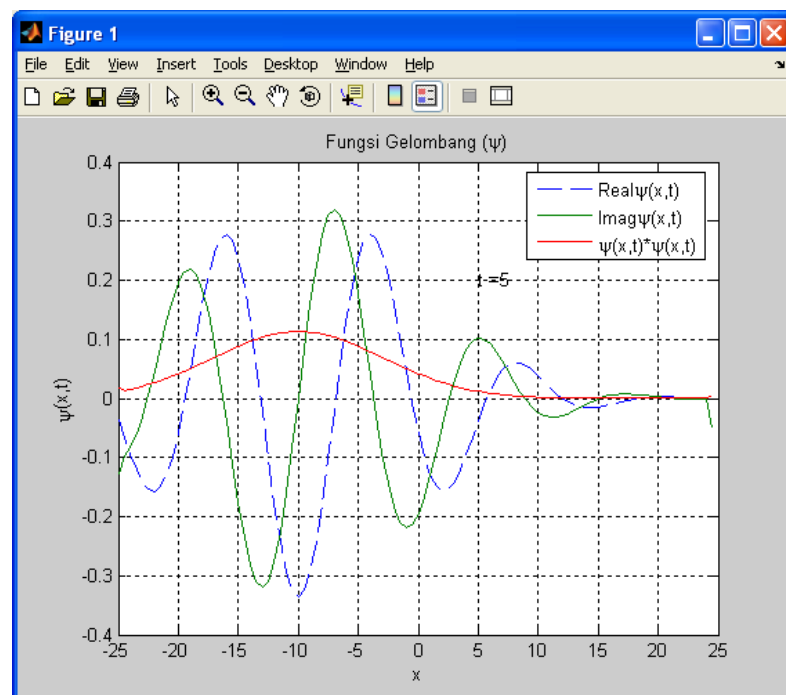 Figure 1
File Edit View Insert Tools Desktop Window Help
Fungsi Gelombang (ψ)
0.4
0.3
0.2
0.1
0
-0.1
-0.2
-0.3
-0.4
ψ(x,t)
Realψ(x,t)
Imagψ(x,t)
ψ(x,t)*ψ(x,t)
t =5
-25 -20 -15 -10 -5 0 5 10 15 20 25
x